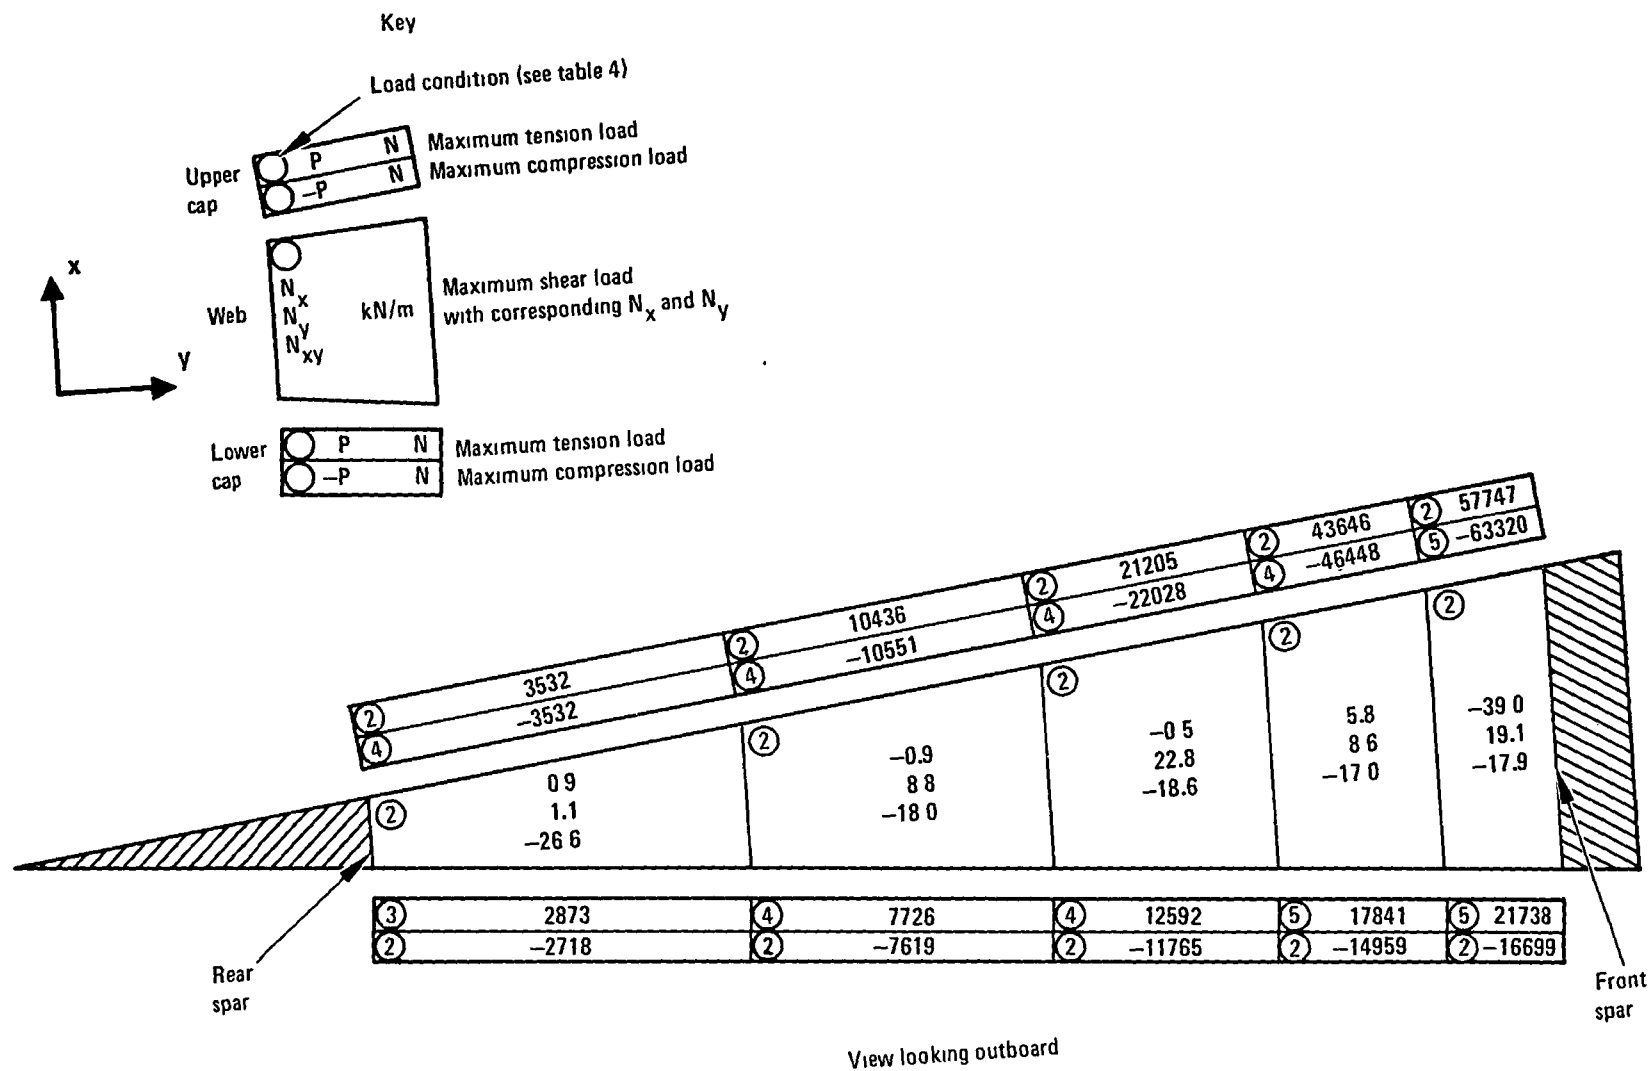 Key
Load condition (see table 4)
Upper cap
P N
Maximum tension load
–P N
Maximum compression load
x
y
Web
Nx
Ny
Nxy
kN/m
Maximum shear load
with corresponding Nx and Ny
Lower cap
P N
Maximum tension load
–P N
Maximum compression load
2 3532
4 –3532
2 10436
4 –10551
2 21205
4 –22028
2 43646
4 –46448
2 57747
5 –63320
2
0 9
1.1
–26 6
2
–0.9
8 8
–18 0
2
–0 5
22.8
–18.6
2
5.8
8 6
–17 0
2
–39 0
19.1
–17.9
3 2873
2 –2718
4 7726
2 –7619
4 12592
2 –11765
5 17841
2 –14959
5 21738
2 –16699
Rear
spar
Front
spar
View looking outboard